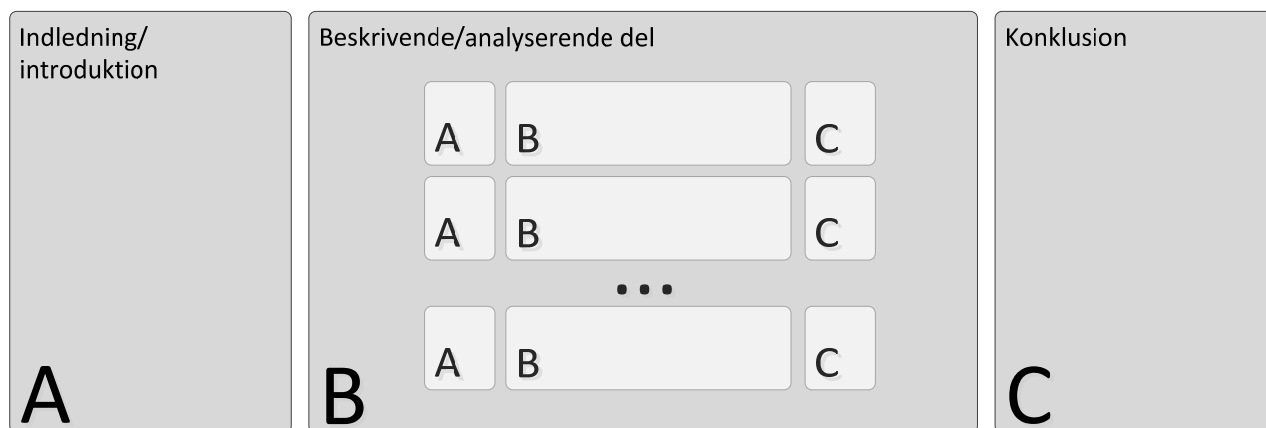 Indledning/
introduktion
A
Beskrivende/analyserende del
A B C
A B C
...
A B C
B
Konklusion
C